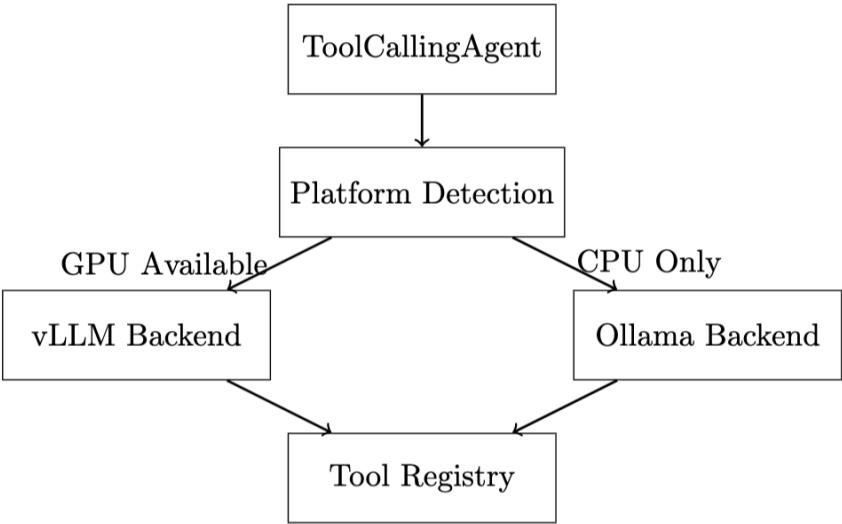 ToolCallingAgent
Platform Detection
GPU Available
CPU Only
vLLM Backend
Ollama Backend
Tool Registry